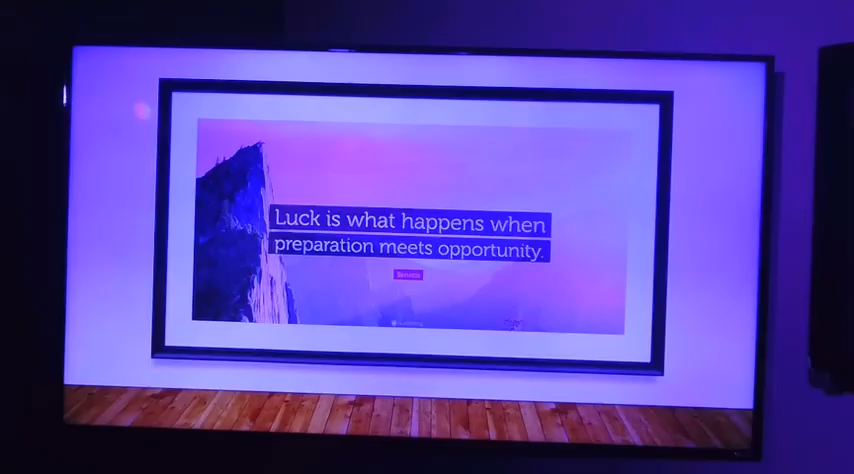 Luck is what happens when
preparation meets opportunity.
Seneca